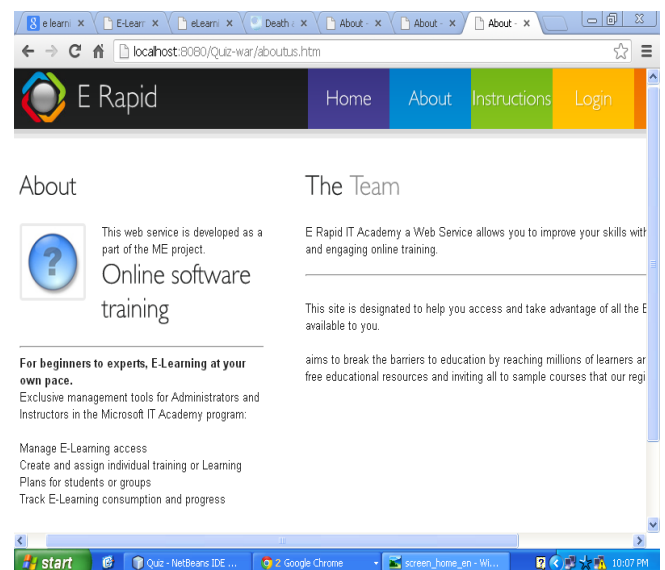 e learni
E-Learr
eLearni
Death
About -
About -
About -
localhost:8080/Quiz-war/aboutus.htm
E Rapid
Home
About
Instructions
Login
About
This web service is developed as a
part of the ME project.
Online software
training
For beginners to experts, E-Learning at your
own pace.
Exclusive management tools for Administrators and
Instructors in the Microsoft IT Academy program:
Manage E-Learning access
Create and assign individual training or Learning
Plans for students or groups
Track E-Learning consumption and progress
The Team
E Rapid IT Academy a Web Service allows you to improve your skills with
and engaging online training.
This site is designated to help you access and take advantage of all the E
available to you.
aims to break the barriers to education by reaching millions of learners ar
free educational resources and inviting all to sample courses that our regi
start
Quiz - NetBeans IDE ...
2 Google Chrome
screen_home_en - Wi...
10:07 PM